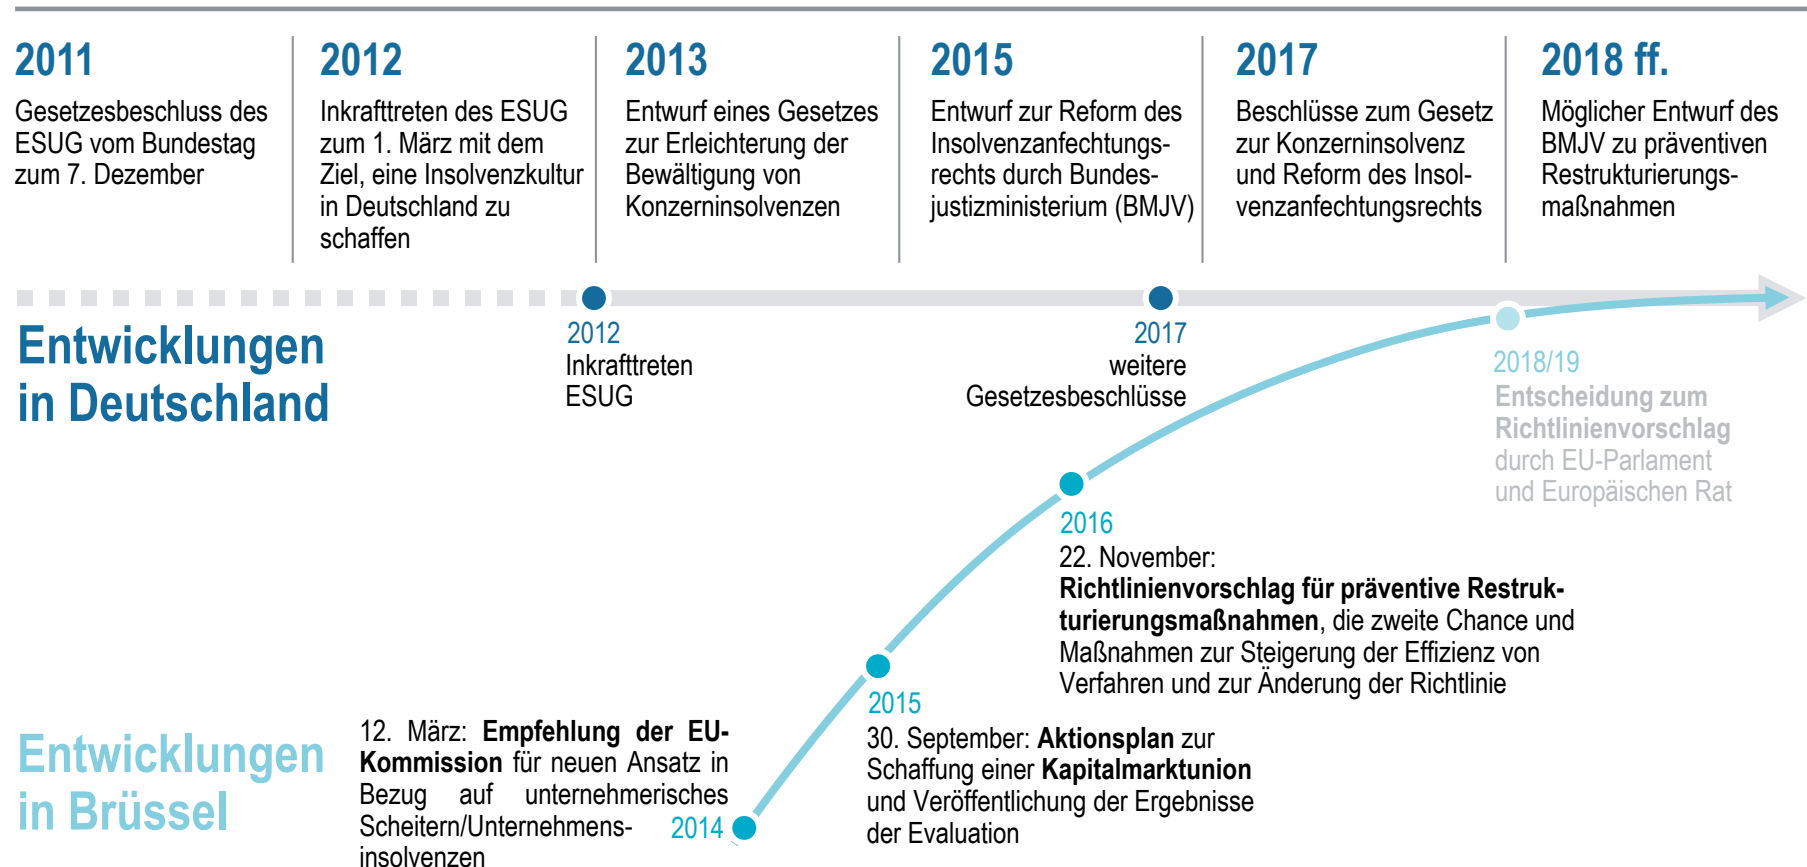 2011
Gesetzesbeschluss des
ESUG vom Bundestag
zum 7. Dezember
2012
Inkrafttreten des ESUG
zum 1. März mit dem
Ziel, eine Insolvenzkultur
in Deutschland zu
schaffen
2013
Entwurf eines Gesetzes
zur Erleichterung der
Bewältigung von
Konzerninsolvenzen
2015
Entwurf zur Reform des
Insolvenzanfechtungs-
rechts durch Bundes-
justizministerium (BMJV)
2017
Beschlüsse zum Gesetz
zur Konzerninsolvenz
und Reform des Insol-
venzanfechtungsrechts
2018 ff.
Möglicher Entwurf des
BMJV zu präventiven
Restrukturierungs-
maßnahmen
Entwicklungen
in Deutschland
2012
Inkrafttreten
ESUG
2017
weitere
Gesetzesbeschlüsse
2018/19
Entscheidung zum
Richtlinienvorschlag
durch EU-Parlament
und Europäischen Rat
2016
22. November:
Richtlinienvorschlag für präventive Restruk-
turierungsmaßnahmen, die zweite Chance und
Maßnahmen zur Steigerung der Effizienz von
Verfahren und zur Änderung der Richtlinie
2015
30. September: Aktionsplan zur
Schaffung einer Kapitalmarktunion
und Veröffentlichung der Ergebnisse
der Evaluation
Entwicklungen
in Brüssel
12. März: Empfehlung der EU-
Kommission für neuen Ansatz in
Bezug auf unternehmerisches
Scheitern/Unternehmens-
insolvenzen
2014